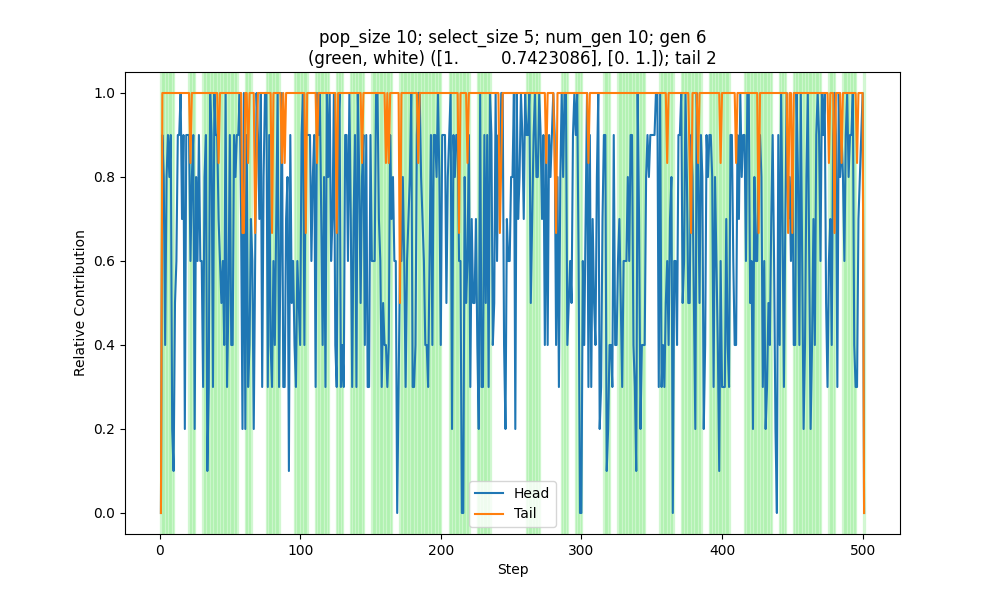 pop_size 10; select_size 5; num_gen 10; gen 6
(green, white) ([1.        0.7423086], [0. 1.]); tail 2
1.0
0.8
0.6
0.4
0.2
0.0
Relative Contribution
Head
Tail
0 100 200 300 400 500
Step